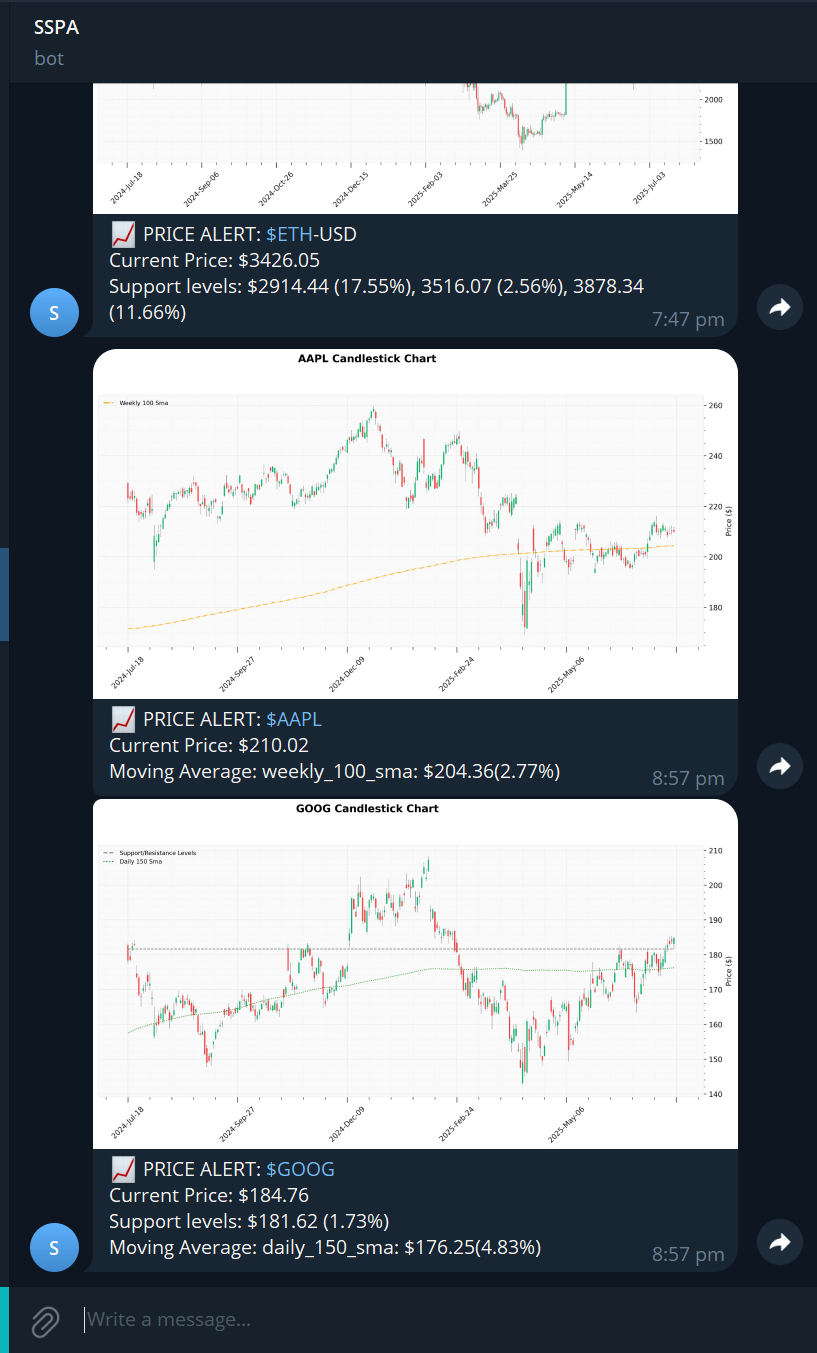 SSPA
bot
2000
1500
2024-Jul-18
2024-Sep-06
2024-Oct-26
2024-Dec-15
2025-Feb-03
2025-Mar-25
2025-May-14
2025-Jul-03
PRICE ALERT: $ETH-USD
Current Price: $3426.05
Support levels: $2914.44 (17.55%), 3516.07 (2.56%), 3878.34
(11.66%)
7:47 pm
S
AAPL Candlestick Chart
Weekly 100 Sma
260
240
220
200
180
Price ($)
2024-Jul-18
2024-Sep-27
2024-Dec-09
2025-Feb-24
2025-May-06
PRICE ALERT: $AAPL
Current Price: $210.02
Moving Average: weekly_100_sma: $204.36(2.77%)
8:57 pm
GOOG Candlestick Chart
Support/Resistance Levels
Daily 150 Sma
210
200
190
180
170
160
150
140
Price ($)
2024-Jul-18
2024-Sep-27
2024-Dec-09
2025-Feb-24
2025-May-06
PRICE ALERT: $GOOG
Current Price: $184.76
Support levels: $181.62 (1.73%)
Moving Average: daily_150_sma: $176.25(4.83%)
8:57 pm
S
Write a message...